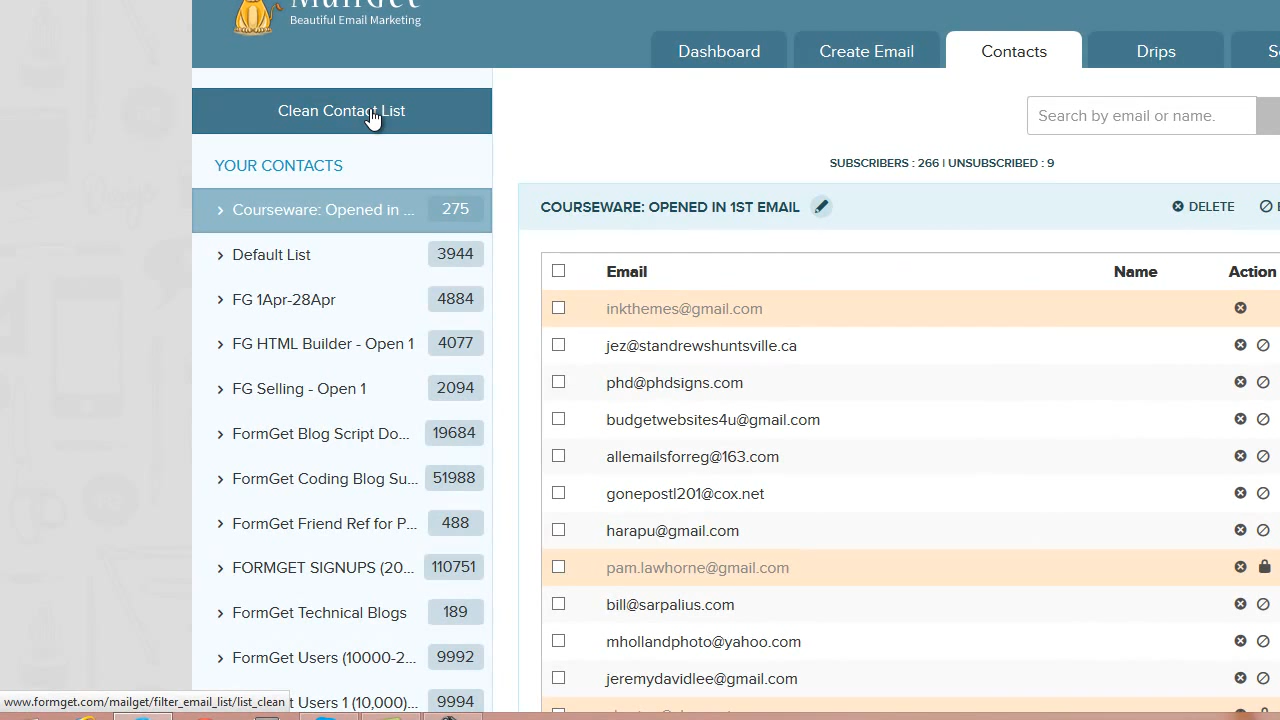 Beautiful Email Marketing
Dashboard
Create Email
Contacts
Drips
Clean Contact List
Search by email or name.
YOUR CONTACTS
SUBSCRIBERS : 266 | UNSUBSCRIBED : 9
Courseware: Opened in ... 275
COURSEWARE: OPENED IN 1ST EMAIL
DELETE
Default List 3944
Email Name Action
FG 1Apr-28Apr 4884
inkthemes@gmail.com
FG HTML Builder - Open 1 4077
jez@standrewshuntsville.ca
FG Selling - Open 1 2094
phd@phdsigns.com
FormGet Blog Script Do... 19684
budgetwebsites4u@gmail.com
FormGet Coding Blog Su... 51988
allemailsforreg@163.com
FormGet Friend Ref for P... 488
gonepostl201@cox.net
FORMGET SIGNUPS (20... 110751
harapu@gmail.com
FormGet Technical Blogs 189
pam.lawhorne@gmail.com
FormGet Users (10000-2... 9992
bill@sarpalius.com
t Users 1 (10,000)... 9994
mhollandphoto@yahoo.com
jeremydavidlee@gmail.com
www.formget.com/mailget/filter_email_list/list_clean